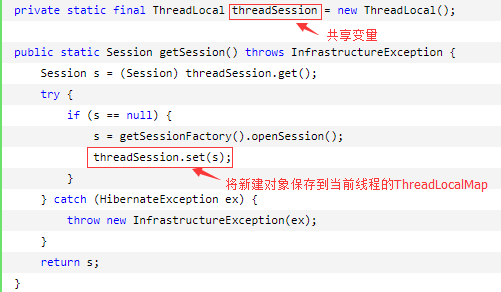 private static final ThreadLocal threadSession = new ThreadLocal();
共享变量
public static Session getSession() throws InfrastructureException {
    Session s = (Session) threadSession.get();
    try {
        if (s == null) {
            s = getSessionFactory().openSession();
            threadSession.set(s);
        }
将新建对象保存到当前线程的ThreadLocalMap
    } catch (HibernateException ex) {
        throw new InfrastructureException(ex);
    }
    return s;
}